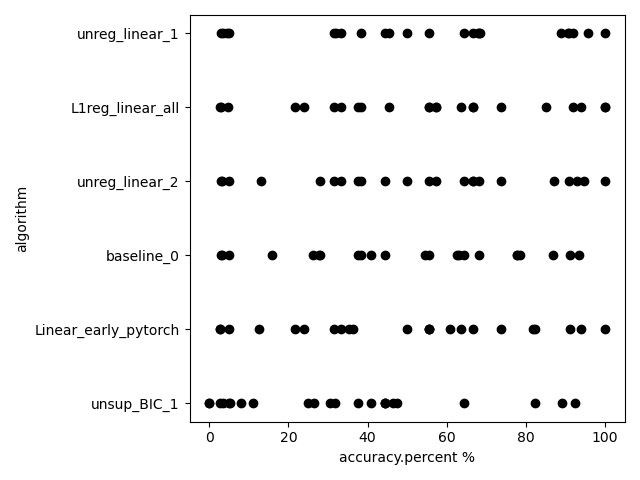 unreg_linear_1
L1reg_linear_all
unreg_linear_2
baseline_0
Linear_early_pytorch
unsup_BIC_1
algorithm
0 20 40 60 80 100
accuracy.percent %